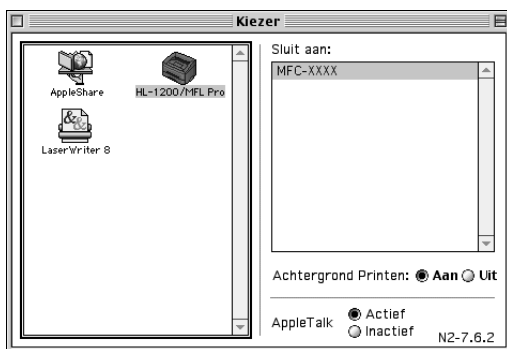 Kiezer
AppleShare
HL-1200/MFL Pro
LaserWriter 8
Sluit aan:
MFC-XXXX
Achtergrond Printen: Aan Uit
AppleTalk
Actief
Inactief
N2-7.6.2